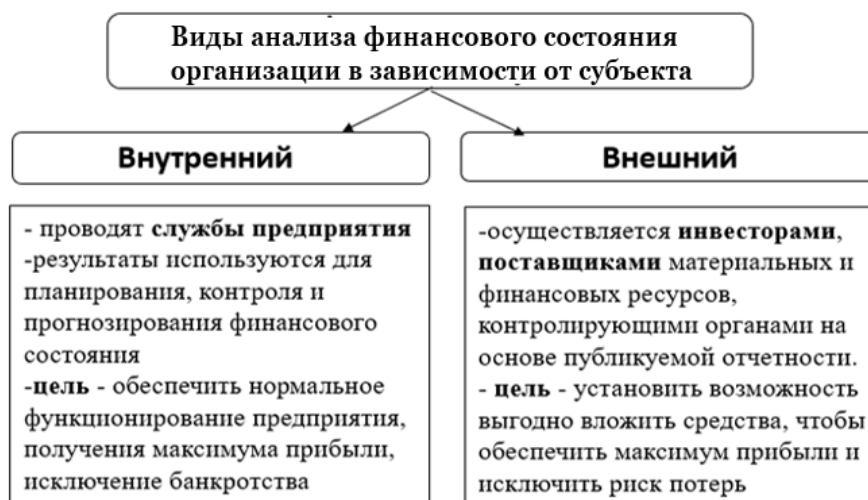 Виды анализа финансового состояния
организации в зависимости от субъекта
Внутренний
Внешний
- проводят службы предприятия
-результаты используются для
планирования, контроля и
прогнозирования финансового
состояния
-цель - обеспечить нормальное
функционирование предприятия,
получения максимума прибыли,
исключение банкротства
-осуществляется инвесторами,
поставщиками материальных и
финансовых ресурсов,
контролирующими органами на
основе публикуемой отчетности.
- цель - установить возможность
выгодно вложить средства, чтобы
обеспечить максимум прибыли и
исключить риск потерь